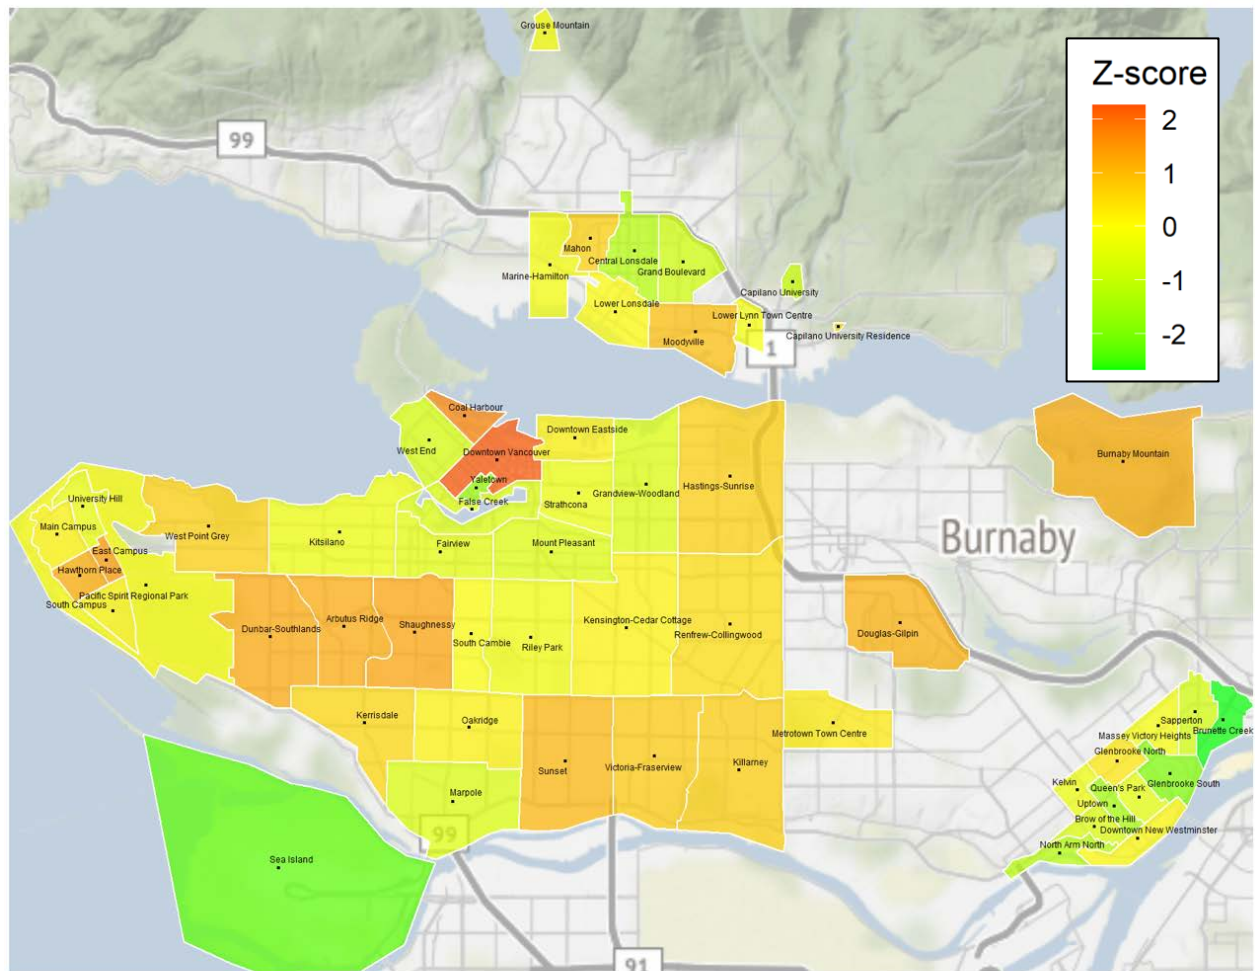 Grouse Mountain
Z-score
2
1
0
-1
-2
99
Mahon
Central Lonsdale
Grand Boulevard
Marine-Hamilton
Capilano University
Lower Lonsdale
Lower Lynn Town Centre
Capilano University Residence
Moodyville
1
Coal Harbour
Downtown Eastside
West End
Downtown Vancouver
Burnaby Mountain
Yaletown
Grandview-Woodland
Hastings-Sunrise
False Creek
Strathcona
University Hill
Main Campus
West Point Grey
Kitsilano
Fairview
Mount Pleasant
Burnaby
East Campus
Hawthorn Place
Pacific Spirit Regional Park
South Campus
Dunbar-Southlands
Arbutus Ridge
Shaughnessy
South Cambie
Riley Park
Kensington-Cedar Cottage
Renfrew-Collingwood
Douglas-Gilpin
Kerrisdale
Oakridge
Metrotown Town Centre
Sapperton
Brunette Creek
Massey Victory Heights
Glenbrooke North
Sunset
Victoria-Fraserview
Killarney
Kelvin
Queen's Park
Glenbrooke South
Marpole
Uptown
Brow of the Hill
Downtown New Westminster
99
North Arm North
Sea Island
91